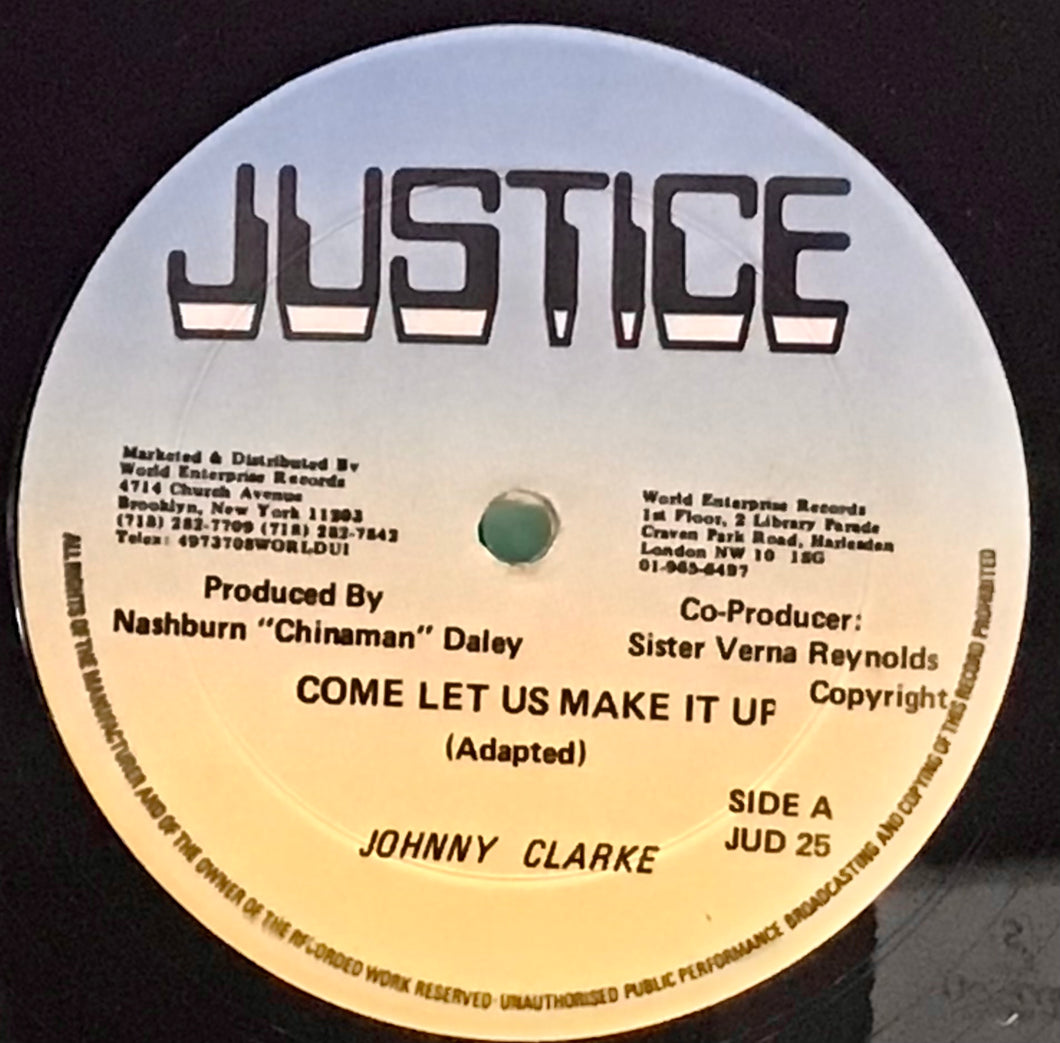 JUSTICE
Marketed & Distributed By
World Enterprise Records
4714 Church Avenue
Brooklyn, New York 11203
(718) 282-7709 (718) 282-7842
Telex: 4973708WORLDUI
World Enterprise Records
1st Floor, 2 Library Parade
Craven Park Road, Harlesden
London NW 10 1SG
01-965-6497
Produced By
Nashburn "Chinaman" Daley
Co-Producer:
Sister Verna Reynolds
Copyright
COME LET US MAKE IT UP
(Adapted)
SIDE A
JUD 25
JOHNNY CLARKE
ALL RIGHTS OF THE MANUFACTURER AND OF THE OWNER OF THE RECORDED WORK RESERVED · UNAUTHORISED PUBLIC PERFORMANCE BROADCASTING AND COPYING OF THIS RECORD PROHIBITED